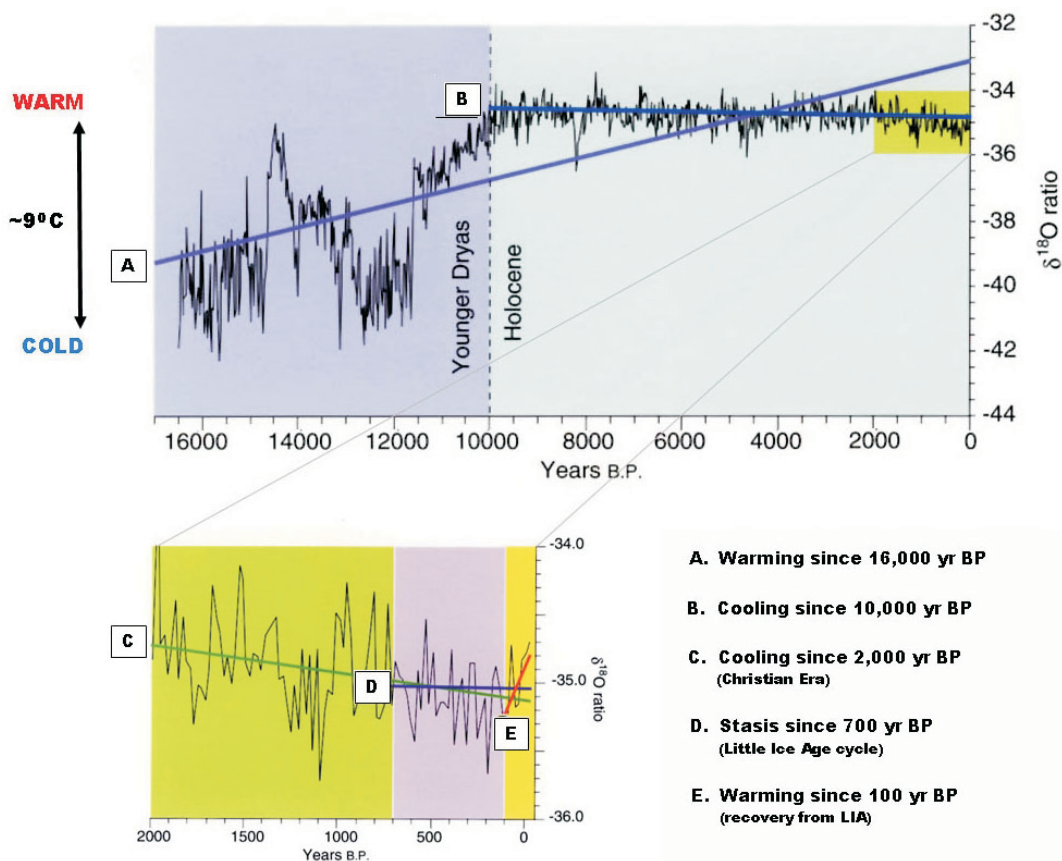 -32
WARM
B
-34
-36
~9ºC
-38
δ18O ratio
A
Younger Dryas
Holocene
-40
COLD
-42
-44
16000 14000 12000 10000 8000 6000 4000 2000 0
Years B.P.
-34.0
C
D
-35.0
δ18O ratio
E
-36.0
2000 1500 1000 500 0
Years B.P.
A. Warming since 16,000 yr BP
B. Cooling since 10,000 yr BP
C. Cooling since 2,000 yr BP
(Christian Era)
D. Stasis since 700 yr BP
(Little Ice Age cycle)
E. Warming since 100 yr BP
(recovery from LIA)